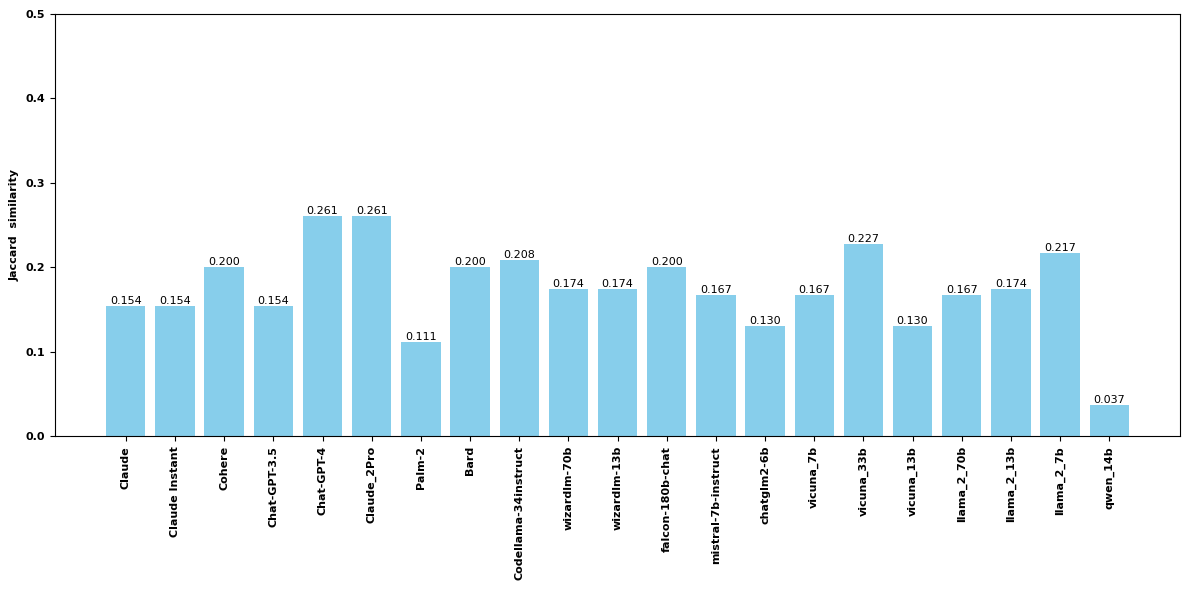 0.5
0.4
0.3
0.2
0.1
0.0
Jaccard similarity
0.154
0.154
0.200
0.154
0.261
0.261
0.111
0.200
0.208
0.174
0.174
0.200
0.167
0.130
0.167
0.227
0.130
0.167
0.174
0.217
0.037
Claude
Claude Instant
Cohere
Chat-GPT-3.5
Chat-GPT-4
Claude_2Pro
Palm-2
Bard
Codellama-34instruct
wizardlm-70b
wizardlm-13b
falcon-180b-chat
mistral-7b-instruct
chatglm2-6b
vicuna_7b
vicuna_33b
vicuna_13b
llama_2_70b
llama_2_13b
llama_2_7b
qwen_14b